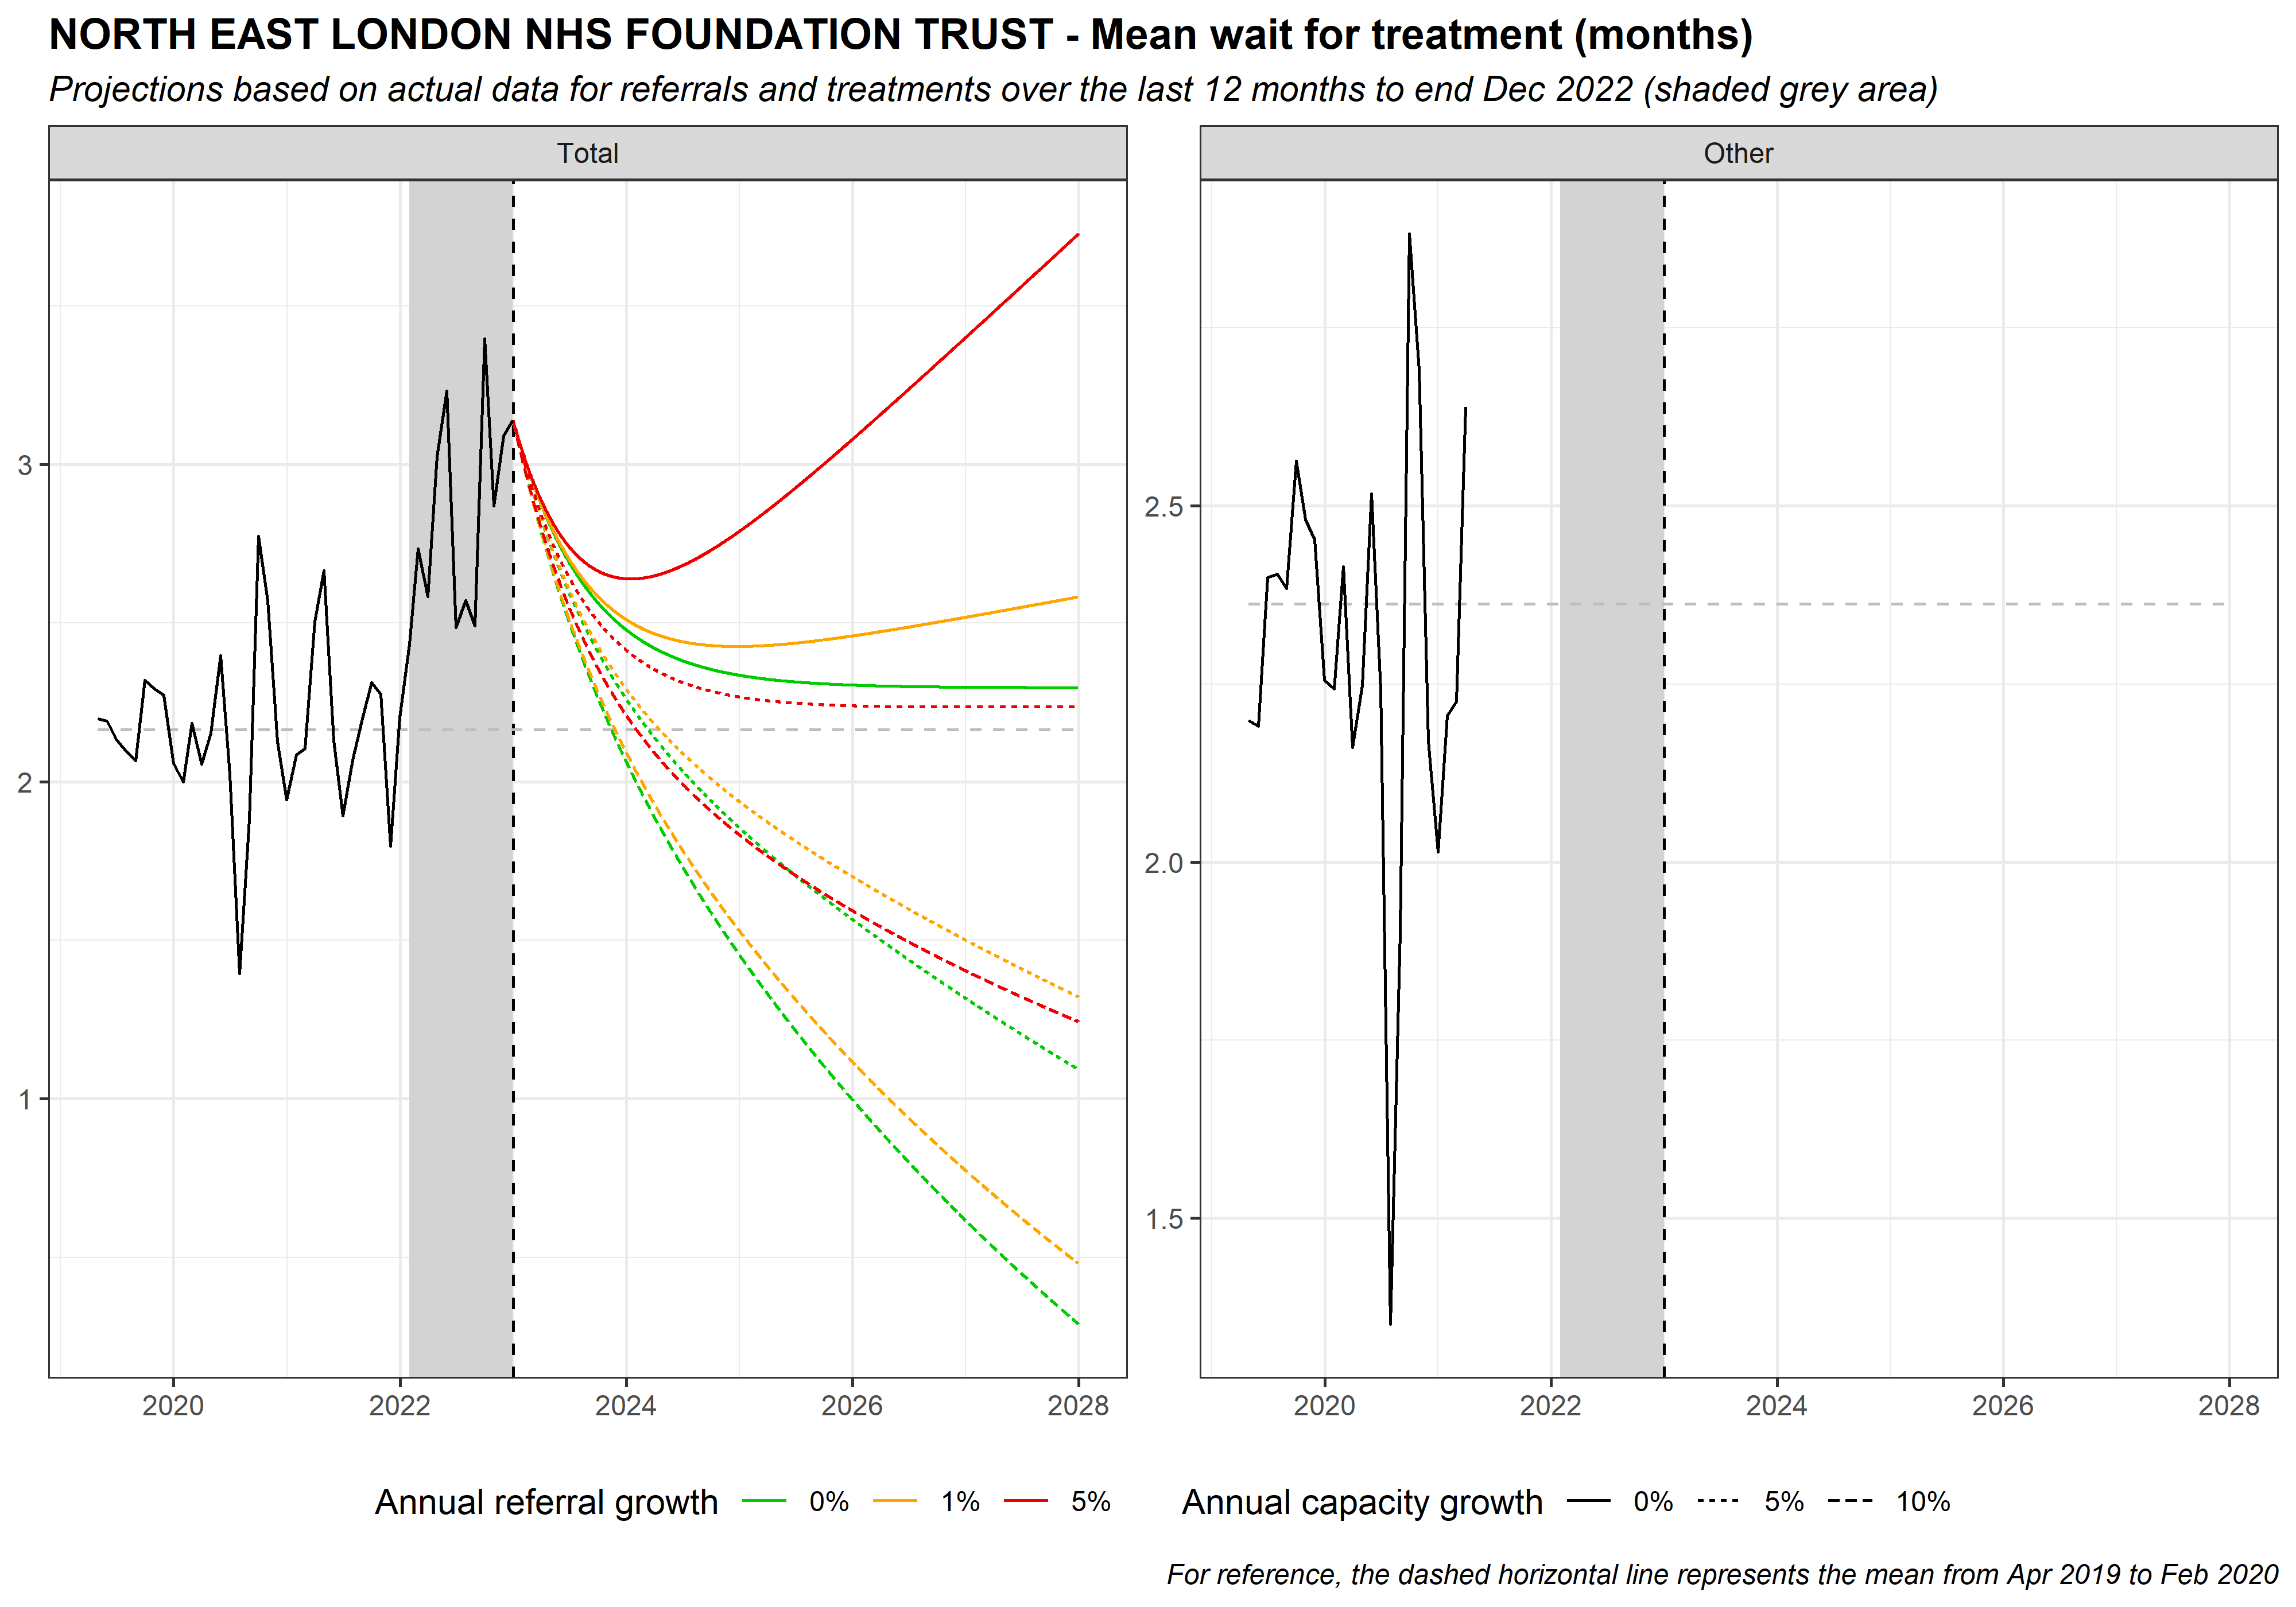 NORTH EAST LONDON NHS FOUNDATION TRUST - Mean wait for treatment (months)
Projections based on actual data for referrals and treatments over the last 12 months to end Dec 2022 (shaded grey area)
Total
3
2
1
2020 2022 2024 2026 2028
Other
2.5
2.0
1.5
2020 2022 2024 2026 2028
Annual referral growth 0% 1% 5%
Annual capacity growth 0% 5% 10%
For reference, the dashed horizontal line represents the mean from Apr 2019 to Feb 2020